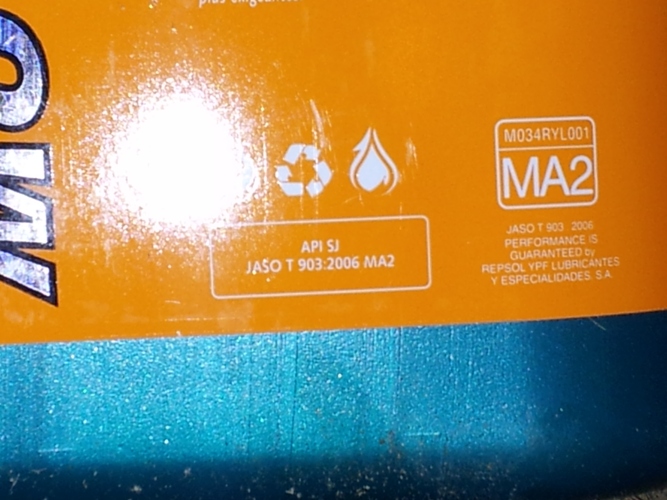 MO
M034RYL001
MA2
API SJ
JASO T 903:2006 MA2
JASO T 903 : 2006
PERFORMANCE IS
GUARANTEED by
REPSOL YPF LUBRICANTES
Y ESPECIALIDADES, S.A.